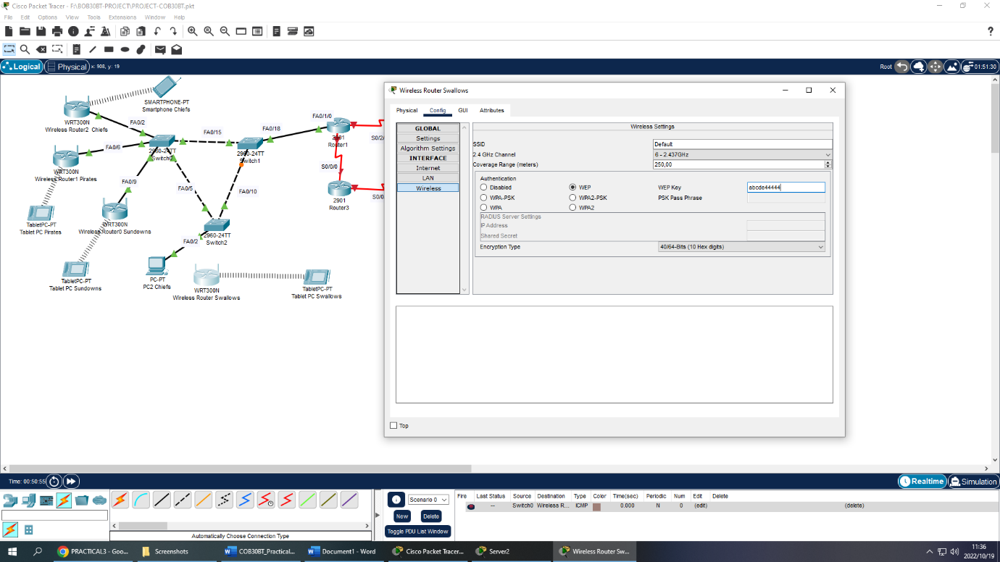 Cisco Packet Tracer - F:\BOB30BT-PROJECT\PROJECT-COB30BT.pkt
File Edit Options View Tools Extensions Window Help
Logical Physical x: 908, y: 19 Root 01:51:30
SMARTPHONE-PT
Smartphone Chiefs
WRT300N
Wireless Router2 Chiefs
FA0/2
FA0/15
FA0/18
FA0/1/0
2901
Router1
S0/2/
FA0/6
2960-24TT
Switch0
2960-24TT
Switch1
WRT300N
Wireless Router1 Pirates
S0/0/0
FA0/9
FA0/5
FA0/10
S0/0/
2901
Router3
TabletPC-PT
Tablet PC Pirates
WRT300N
Wireless Router0 Sundowns
2960-24TT
Switch2
FA0/2
TabletPC-PT
Tablet PC Sundowns
PC-PT
PC2 Chiefs
WRT300N
Wireless Router Swallows
TabletPC-PT
Tablet PC Swallows
Wireless Router Swallows
Physical Config GUI Attributes
GLOBAL
Settings
Algorithm Settings
INTERFACE
Internet
LAN
Wireless
Wireless Settings
SSID Default
2.4 GHz Channel 6 - 2.437GHz
Coverage Range (meters) 250,00
Authentication
Disabled WEP WEP Key abcde44444
WPA-PSK WPA2-PSK PSK Pass Phrase
WPA WPA2
RADIUS Server Settings
IP Address
Shared Secret
Encryption Type 40/64-Bits (10 Hex digits)
Top
Time: 00:50:55 Realtime Simulation
Scenario 0
New Delete
Toggle PDU List Window
Fire Last Status Source Destination Type Color Time(sec) Periodic Num Edit Delete
-- Switch0 Wireless R... ICMP 0.000 N 0 (edit) (delete)
Automatically Choose Connection Type
PRACTICAL3 - Goo... Screenshots COB30BT_Practical... Document1 - Word Cisco Packet Tracer... Server2 Wireless Router Sw... 11:36
2022/10/19